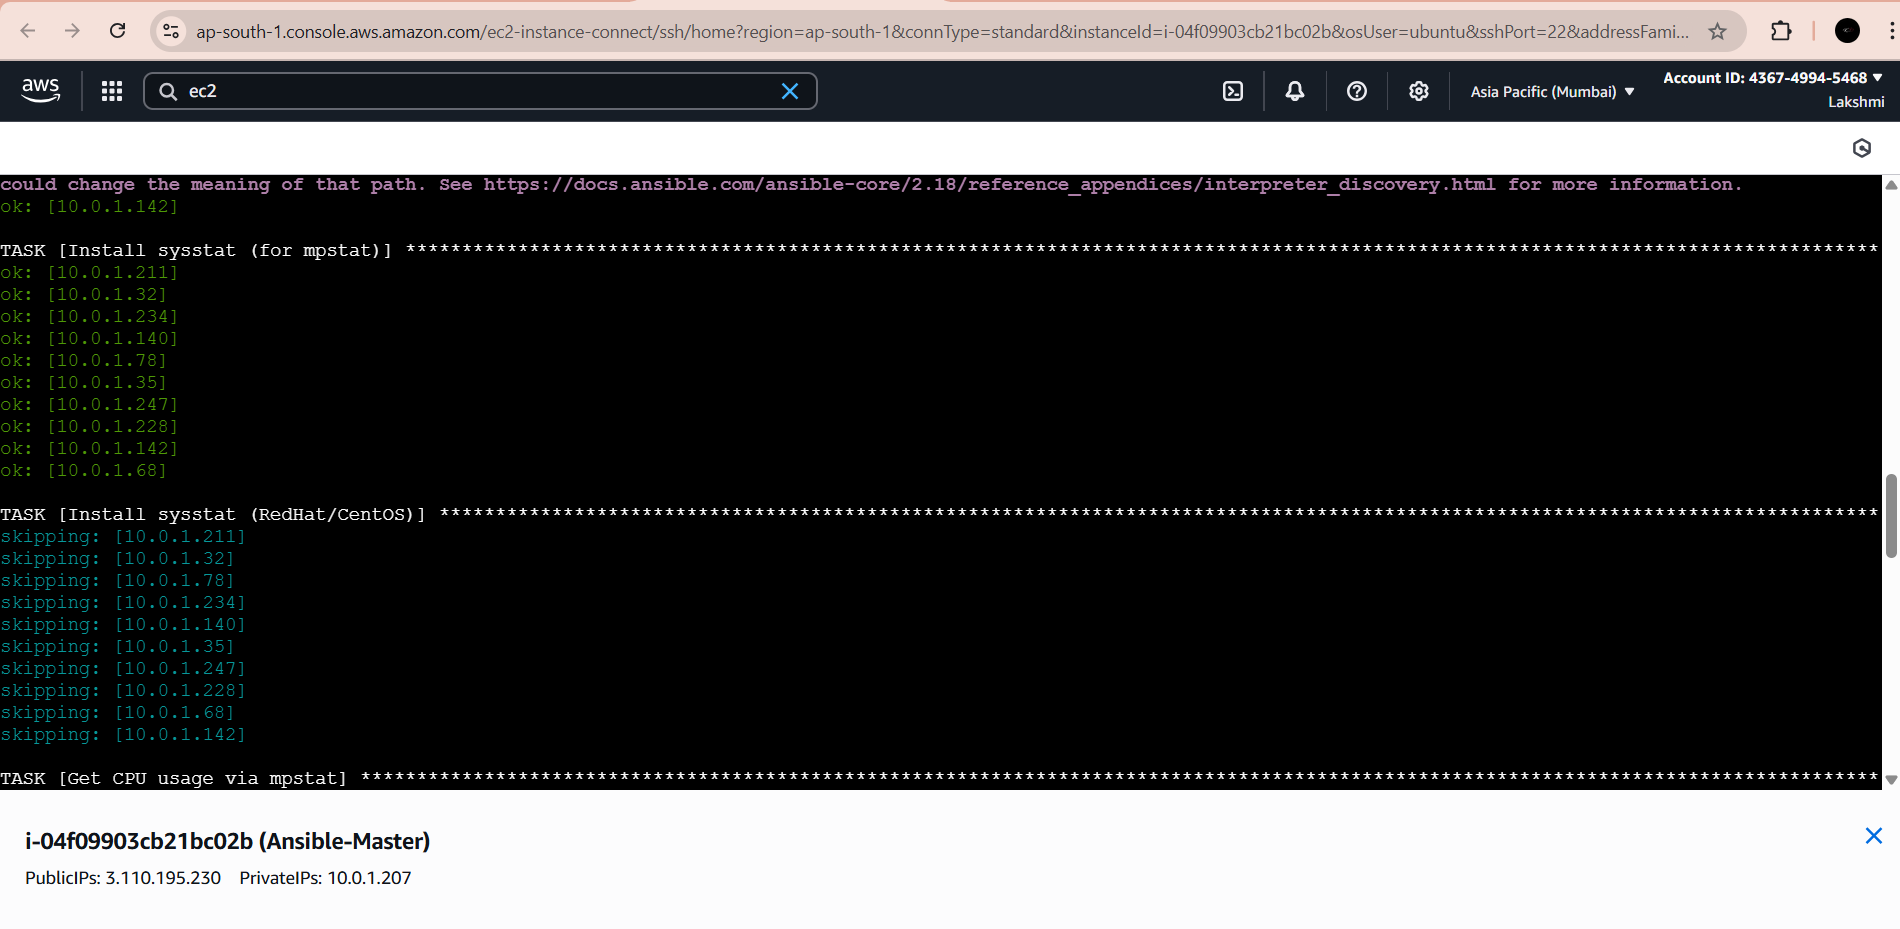 ap-south-1.console.aws.amazon.com/ec2-instance-connect/ssh/home?region=ap-south-1&connType=standard&instanceId=i-04f09903cb21bc02b&osUser=ubuntu&sshPort=22&addressFami...
aws
ec2
Asia Pacific (Mumbai)
Account ID: 4367-4994-5468
Lakshmi
could change the meaning of that path. See https://docs.ansible.com/ansible-core/2.18/reference_appendices/interpreter_discovery.html for more information.
ok: [10.0.1.142]
TASK [Install sysstat (for mpstat)] ***********************************************************************************************************************************
ok: [10.0.1.211]
ok: [10.0.1.32]
ok: [10.0.1.234]
ok: [10.0.1.140]
ok: [10.0.1.78]
ok: [10.0.1.35]
ok: [10.0.1.247]
ok: [10.0.1.228]
ok: [10.0.1.142]
ok: [10.0.1.68]
TASK [Install sysstat (RedHat/CentOS)] ********************************************************************************************************************************
skipping: [10.0.1.211]
skipping: [10.0.1.32]
skipping: [10.0.1.78]
skipping: [10.0.1.234]
skipping: [10.0.1.140]
skipping: [10.0.1.35]
skipping: [10.0.1.247]
skipping: [10.0.1.228]
skipping: [10.0.1.68]
skipping: [10.0.1.142]
TASK [Get CPU usage via mpstat] ***************************************************************************************************************************************
i-04f09903cb21bc02b (Ansible-Master)
PublicIPs: 3.110.195.230 PrivateIPs: 10.0.1.207